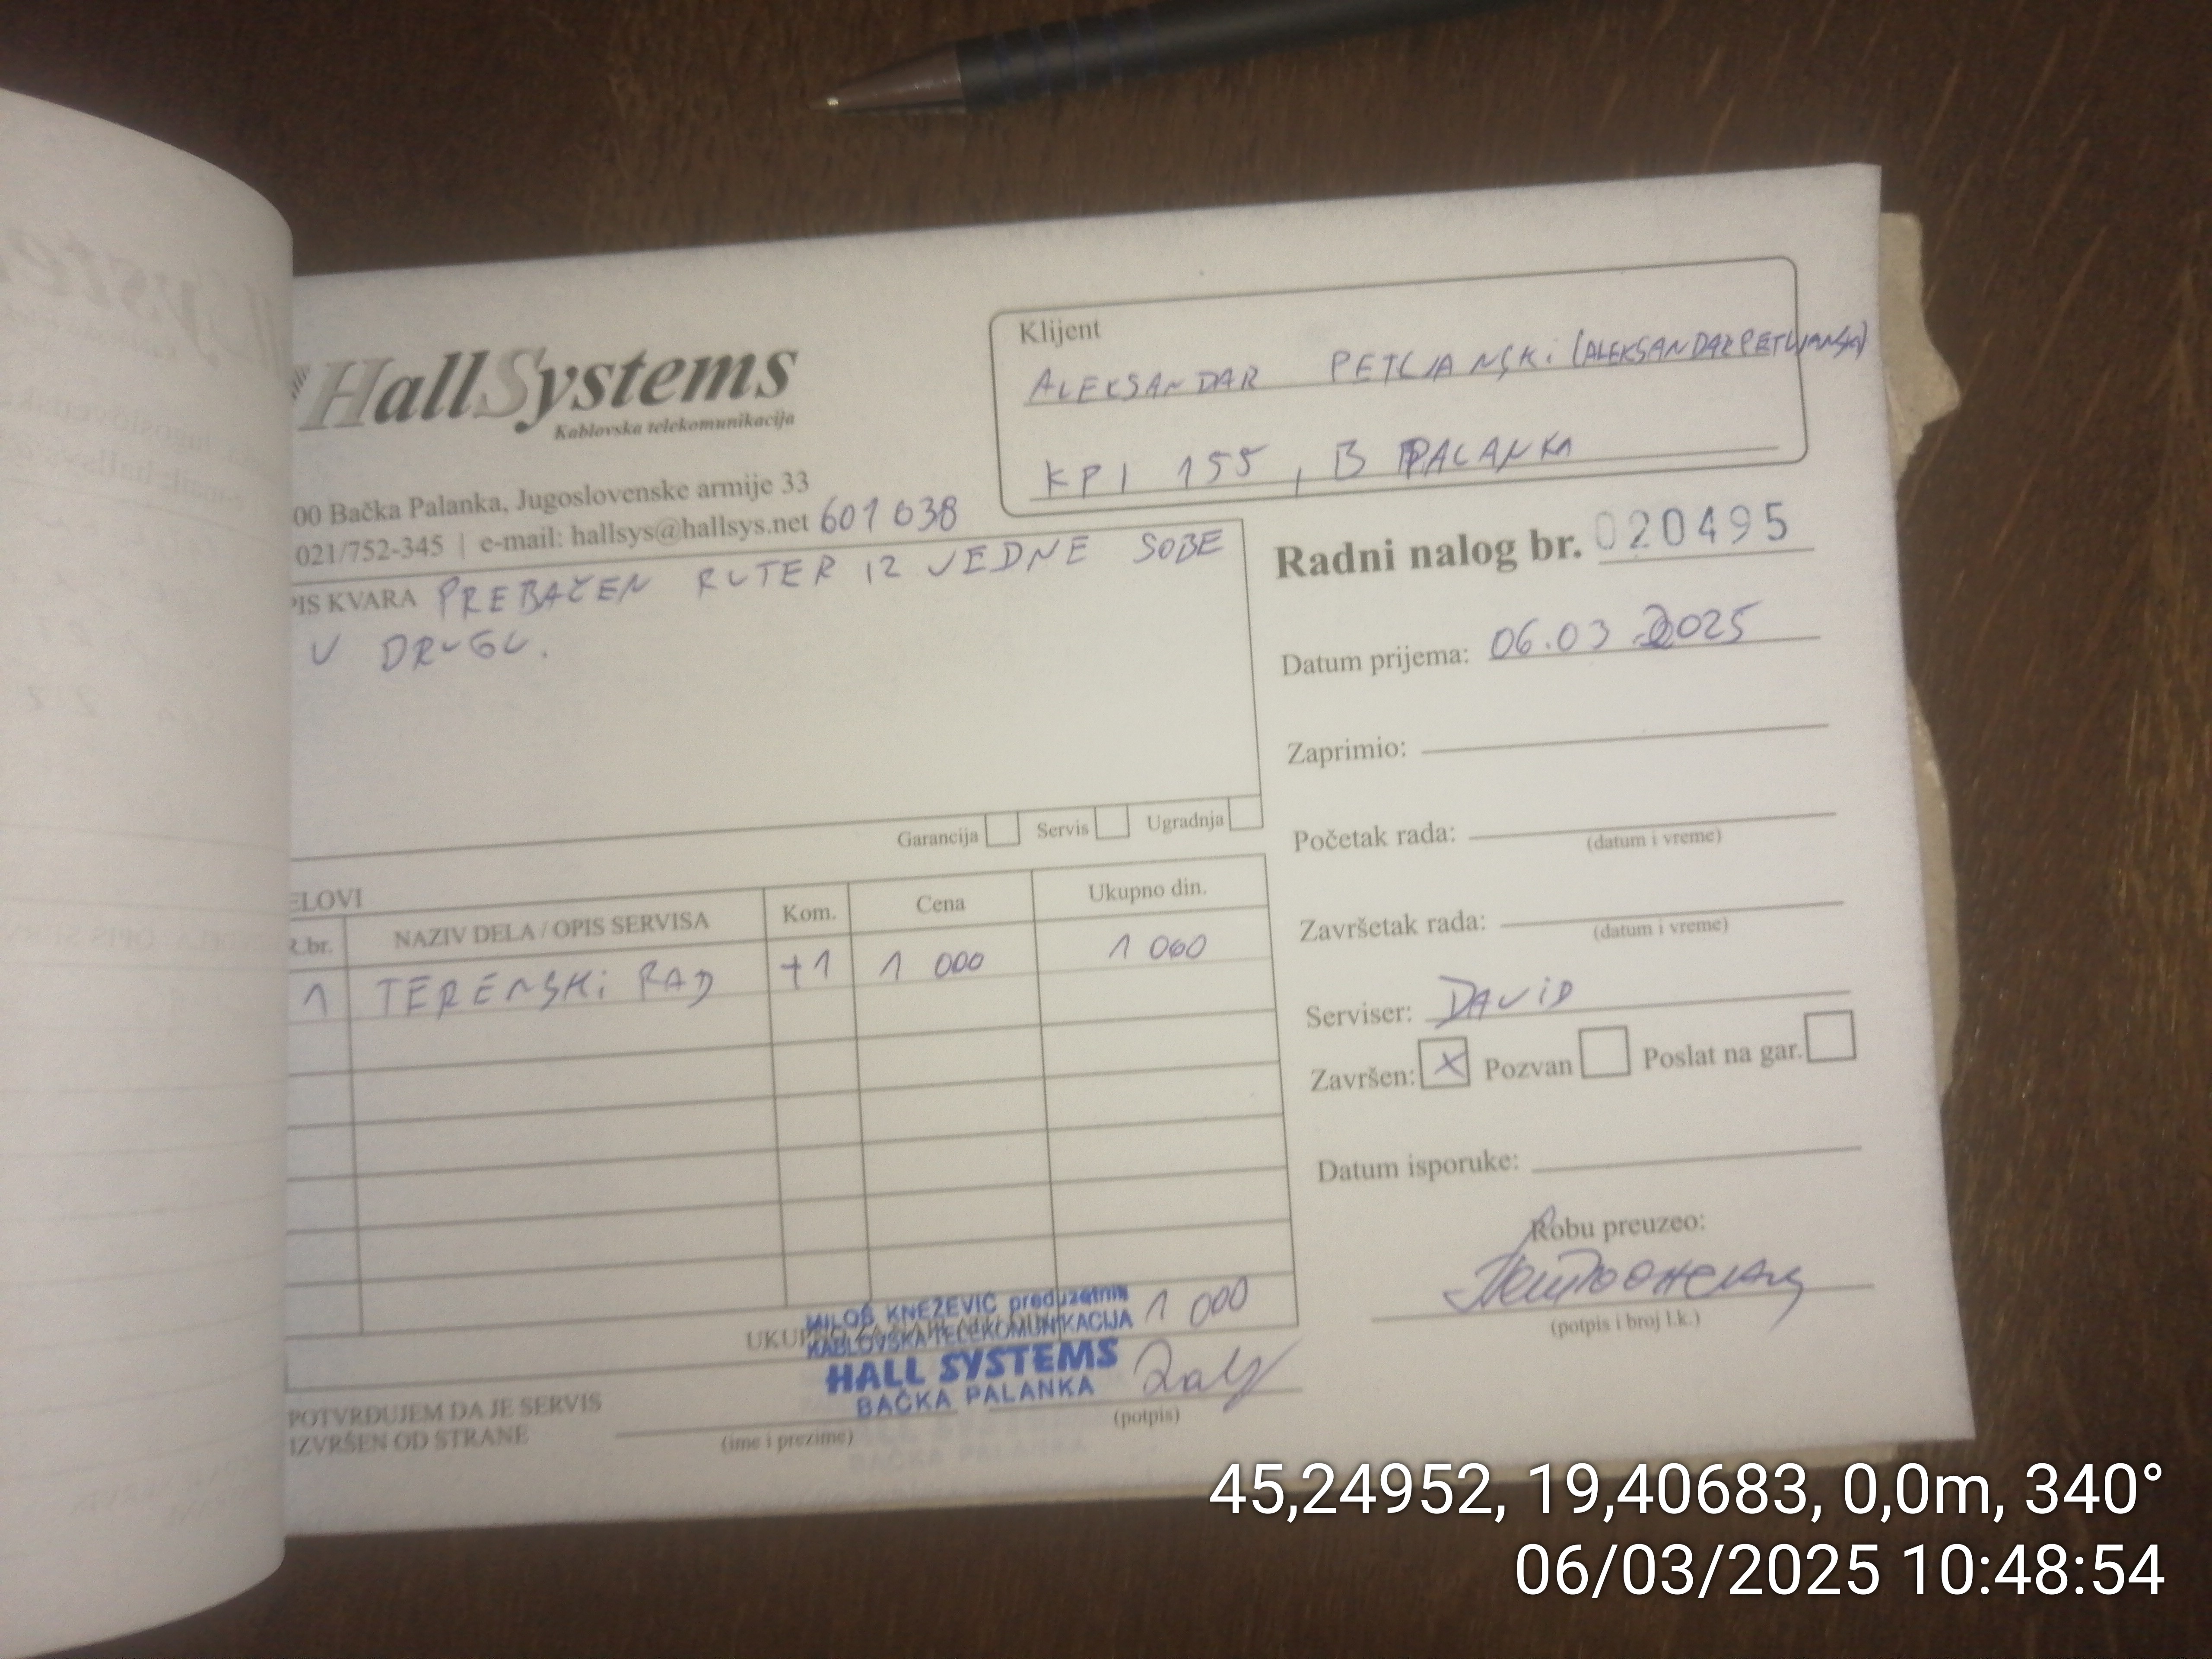 HallSystems
Kablovska telekomunikacija
00 Bačka Palanka, Jugoslovenske armije 33
021/752-345 | e-mail: hallsys@hallsys.net 601 638
Klijent
ALEKSANDAR PETLJANSKi (ALEKSANDARPETLJANSKi)
KPI 155, B PALANKA
PIS KVARA PREBAČEN RUTER IZ JEDNE SOBE
U DRUGU.
Garancija Servis Ugradnja
Radni nalog br. 020495
Datum prijema: 06.03.2025
Zaprimio:
Početak rada:
(datum i vreme)
Završetak rada:
(datum i vreme)
Serviser: DAViD
Završen: X Pozvan Poslat na gar.
Datum isporuke:
Robu preuzeo:
(potpis i broj l.k.)
ELOVI
R.br. NAZIV DELA / OPIS SERVISA Kom. Cena Ukupno din.
1 TERENSKi RAD +1 1 000 1 000
1 000
MILOŠ KNEŽEVIĆ preduzetnik
KABLOVSKA TELEKOMUNIKACIJA
HALL SYSTEMS
BAČKA PALANKA
POTVRĐUJEM DA JE SERVIS
IZVRŠEN OD STRANE
(ime i prezime)
(potpis)
45,24952, 19,40683, 0,0m, 340°
06/03/2025 10:48:54